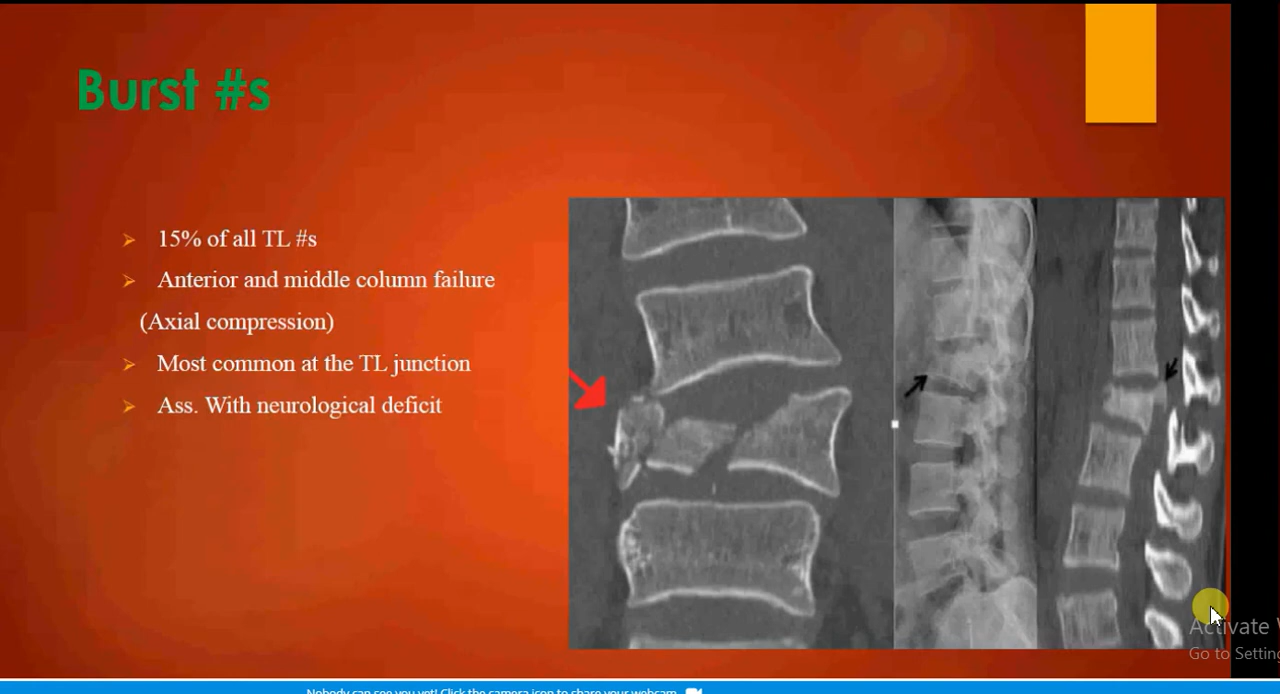 Burst #s
15% of all TL #s
Anterior and middle column failure
(Axial compression)
Most common at the TL junction
Ass. With neurological deficit
Activate
Go to Setting
Nobody can see you yet! Click the camera icon to share your webcam.